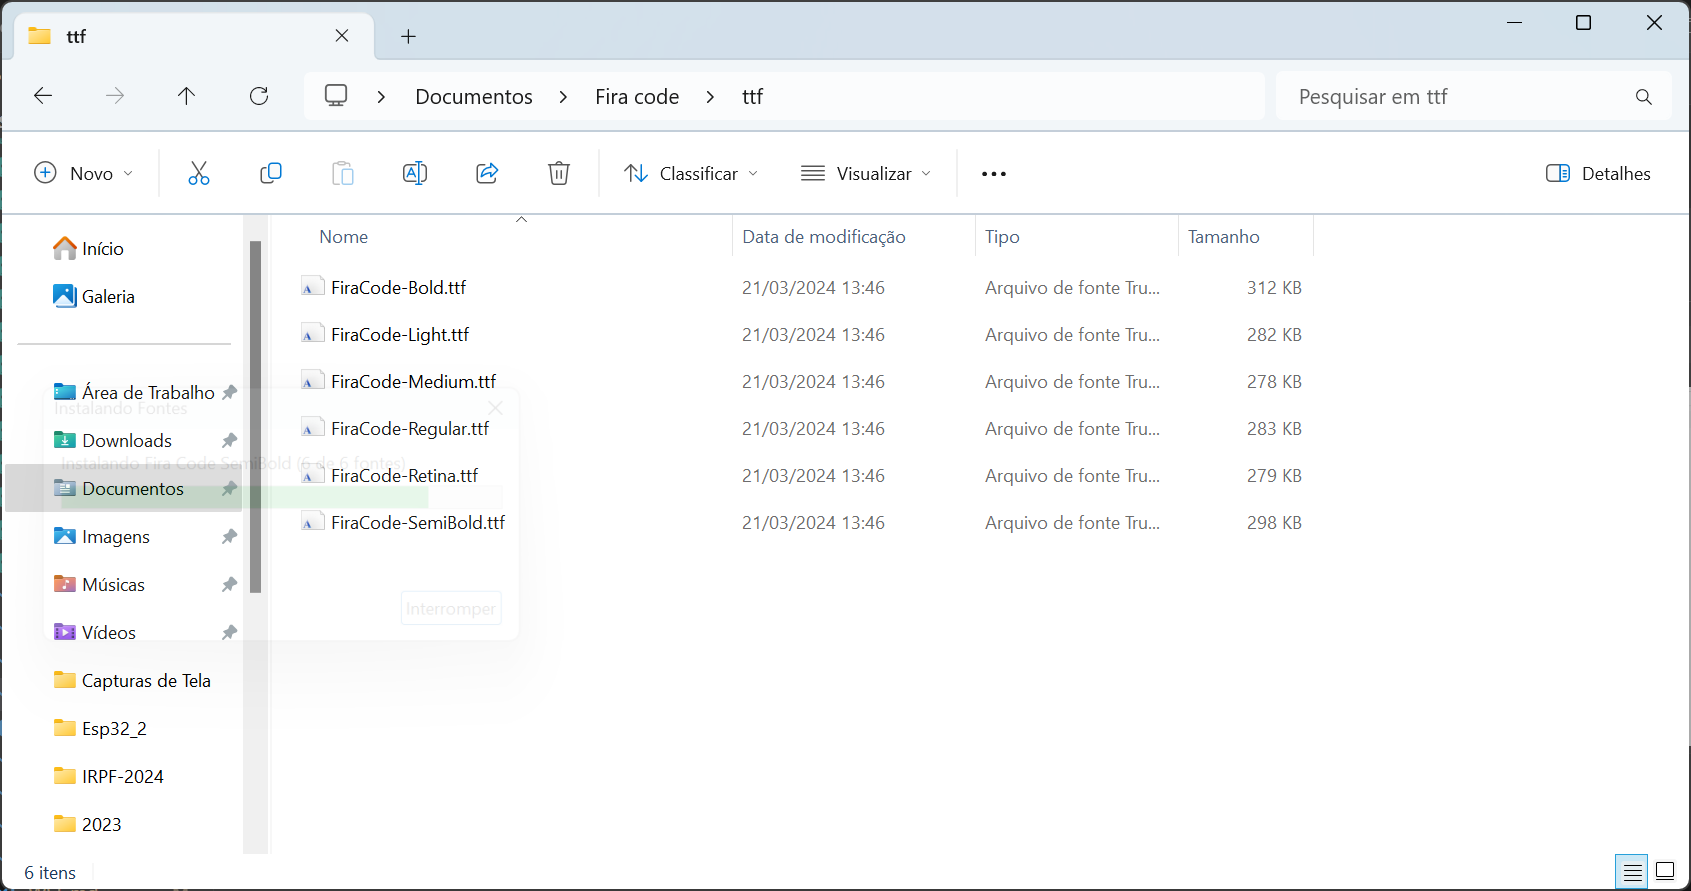 ttf
Documentos > Fira code > ttf
Pesquisar em ttf
Novo
Classificar
Visualizar
Detalhes
Início
Galeria
Área de Trabalho
Downloads
Documentos
Imagens
Músicas
Vídeos
Capturas de Tela
Esp32_2
IRPF-2024
2023
Nome Data de modificação Tipo Tamanho
FiraCode-Bold.ttf 21/03/2024 13:46 Arquivo de fonte Tru... 312 KB
FiraCode-Light.ttf 21/03/2024 13:46 Arquivo de fonte Tru... 282 KB
FiraCode-Medium.ttf 21/03/2024 13:46 Arquivo de fonte Tru... 278 KB
FiraCode-Regular.ttf 21/03/2024 13:46 Arquivo de fonte Tru... 283 KB
FiraCode-Retina.ttf 21/03/2024 13:46 Arquivo de fonte Tru... 279 KB
FiraCode-SemiBold.ttf 21/03/2024 13:46 Arquivo de fonte Tru... 298 KB
Instalando Fontes
Instalando Fira Code SemiBold (6 de 6 fontes)
Interromper
6 itens